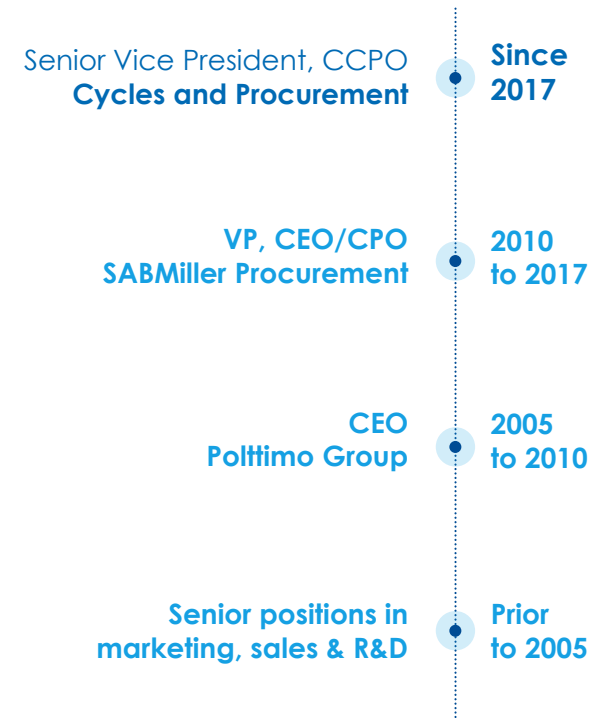 Senior Vice President, CCPO
Cycles and Procurement
Since
2017
VP, CEO/CPO
SABMiller Procurement
2010
to 2017
CEO
Polttimo Group
2005
to 2010
Senior positions in
marketing, sales & R&D
Prior
to 2005